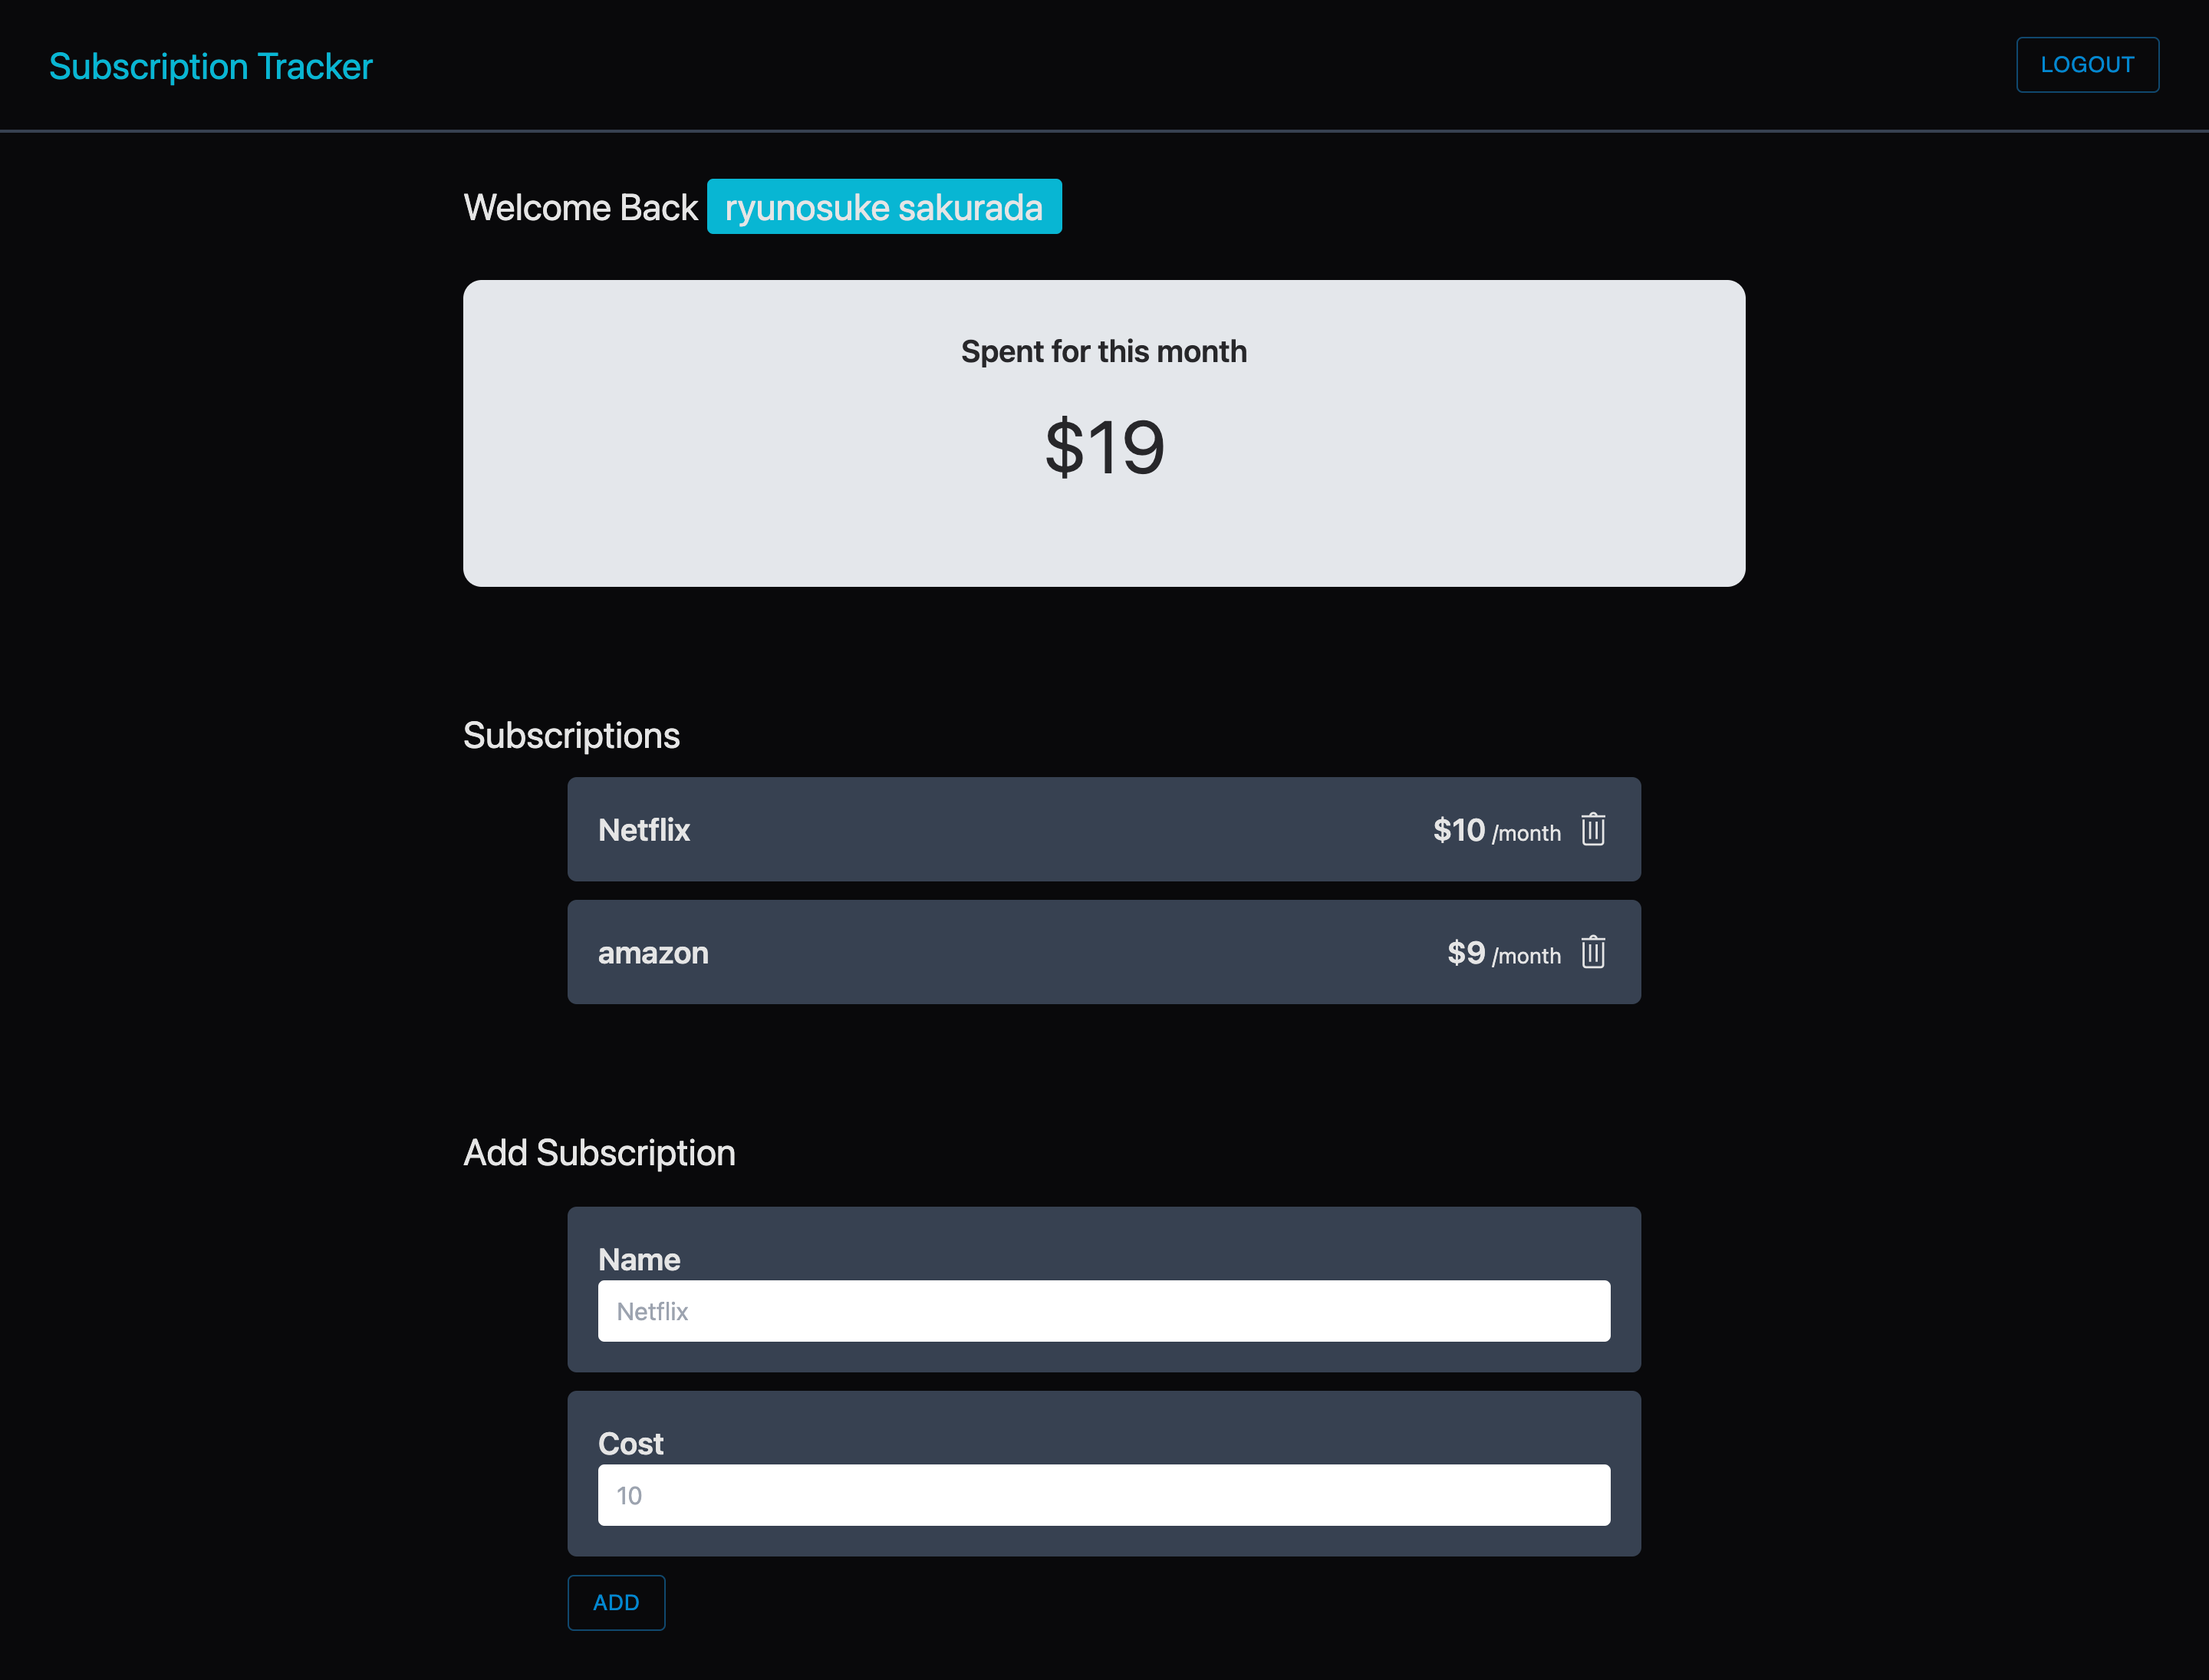 Subscription Tracker
LOGOUT
Welcome Back ryunosuke sakurada
Spent for this month
$19
Subscriptions
Netflix $10 /month
amazon $9 /month
Add Subscription
Name
Netflix
Cost
10
ADD